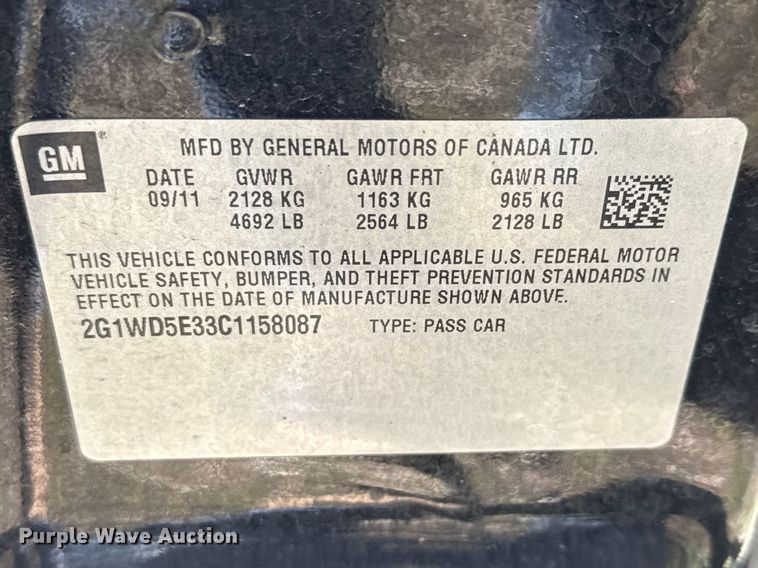 GM®
MFD BY GENERAL MOTORS OF CANADA LTD.
DATE GVWR GAWR FRT GAWR RR
09/11 2128 KG 1163 KG 965 KG
4692 LB 2564 LB 2128 LB
THIS VEHICLE CONFORMS TO ALL APPLICABLE U.S. FEDERAL MOTOR
VEHICLE SAFETY, BUMPER, AND THEFT PREVENTION STANDARDS IN
EFFECT ON THE DATE OF MANUFACTURE SHOWN ABOVE.
2G1WD5E33C1158087 TYPE: PASS CAR
Purple Wave Auction